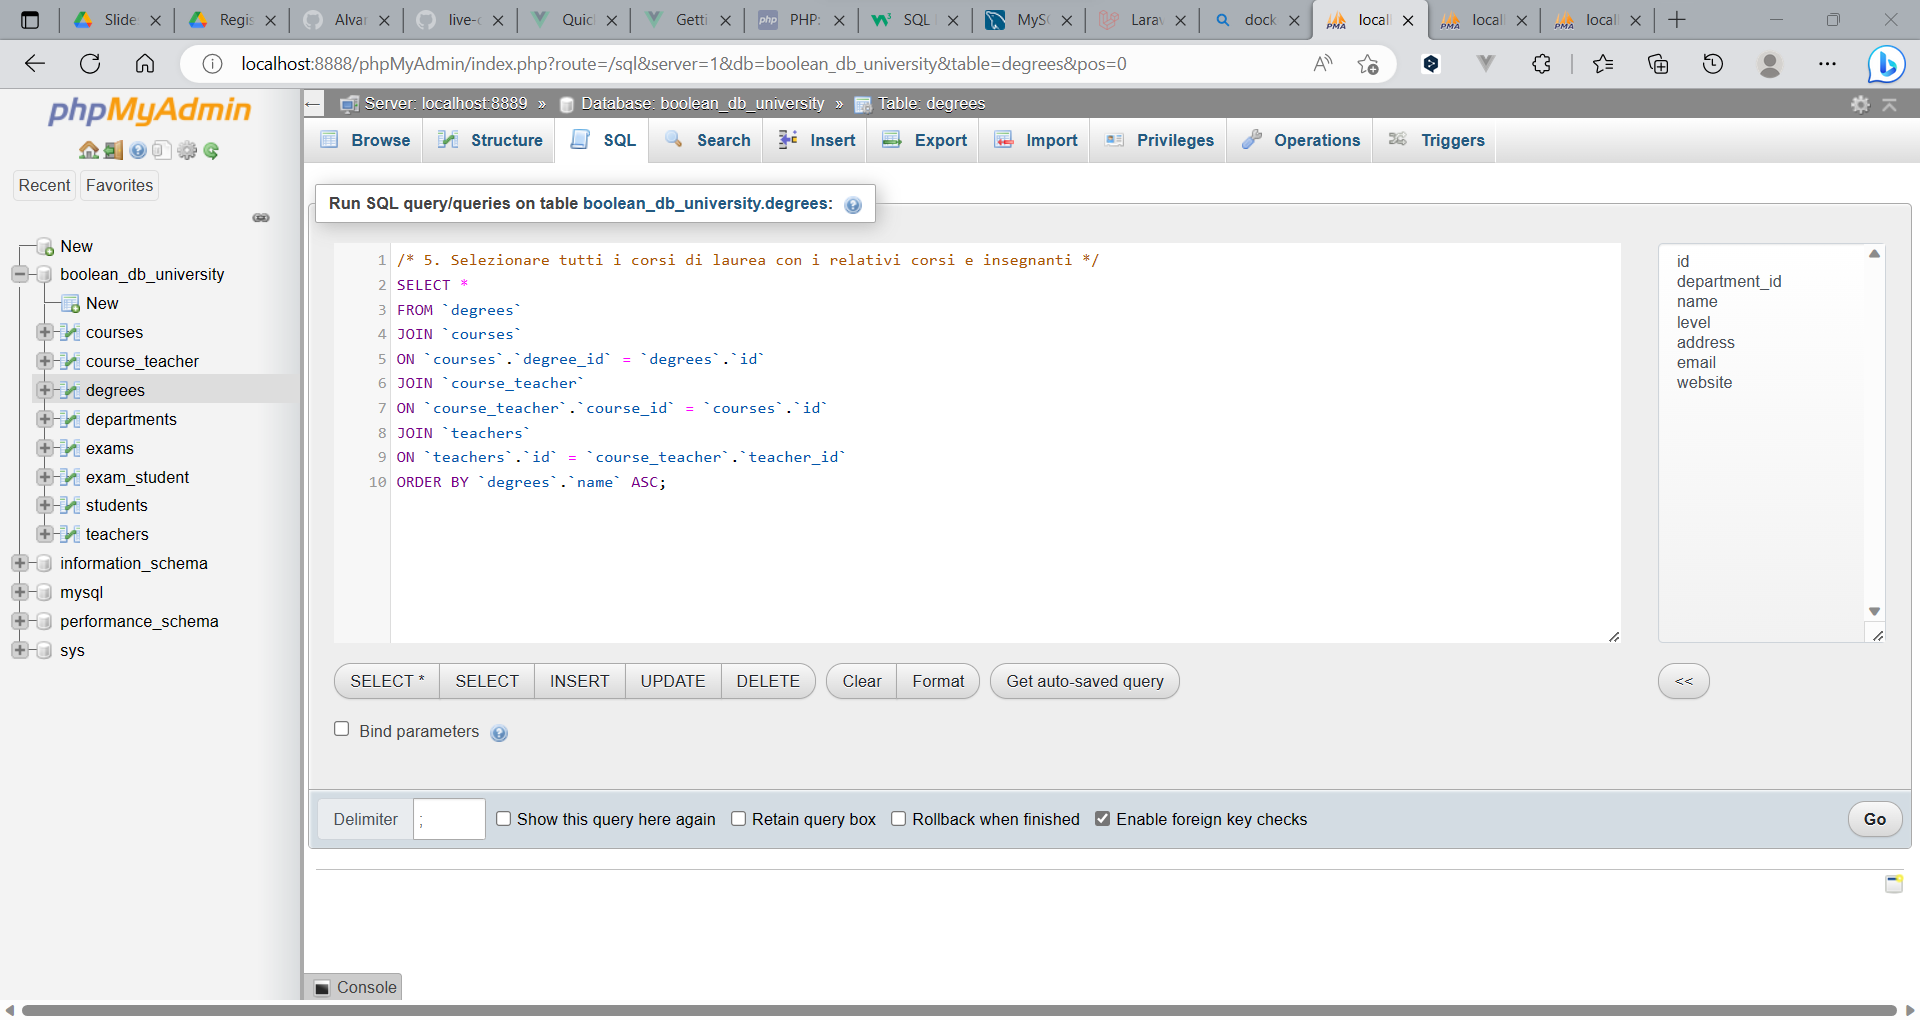 Slide
Regis
Alvar
live-c
Quic
Getti
PHP:
SQL
MyS
Larav
dock
locall
locall
locall
localhost:8888/phpMyAdmin/index.php?route=/sql&server=1&db=boolean_db_university&table=degrees&pos=0
phpMyAdmin
Recent
Favorites
New
boolean_db_university
New
courses
course_teacher
degrees
departments
exams
exam_student
students
teachers
information_schema
mysql
performance_schema
sys
Server: localhost:8889 » Database: boolean_db_university » Table: degrees
Browse Structure SQL Search Insert Export Import Privileges Operations Triggers
Run SQL query/queries on table boolean_db_university.degrees:
1 /* 5. Selezionare tutti i corsi di laurea con i relativi corsi e insegnanti */
2 SELECT *
3 FROM `degrees`
4 JOIN `courses`
5 ON `courses`.`degree_id` = `degrees`.`id`
6 JOIN `course_teacher`
7 ON `course_teacher`.`course_id` = `courses`.`id`
8 JOIN `teachers`
9 ON `teachers`.`id` = `course_teacher`.`teacher_id`
10 ORDER BY `degrees`.`name` ASC;
id
department_id
name
level
address
email
website
SELECT * SELECT INSERT UPDATE DELETE Clear Format Get auto-saved query <<
Bind parameters
Delimiter ; Show this query here again Retain query box Rollback when finished Enable foreign key checks Go
Console